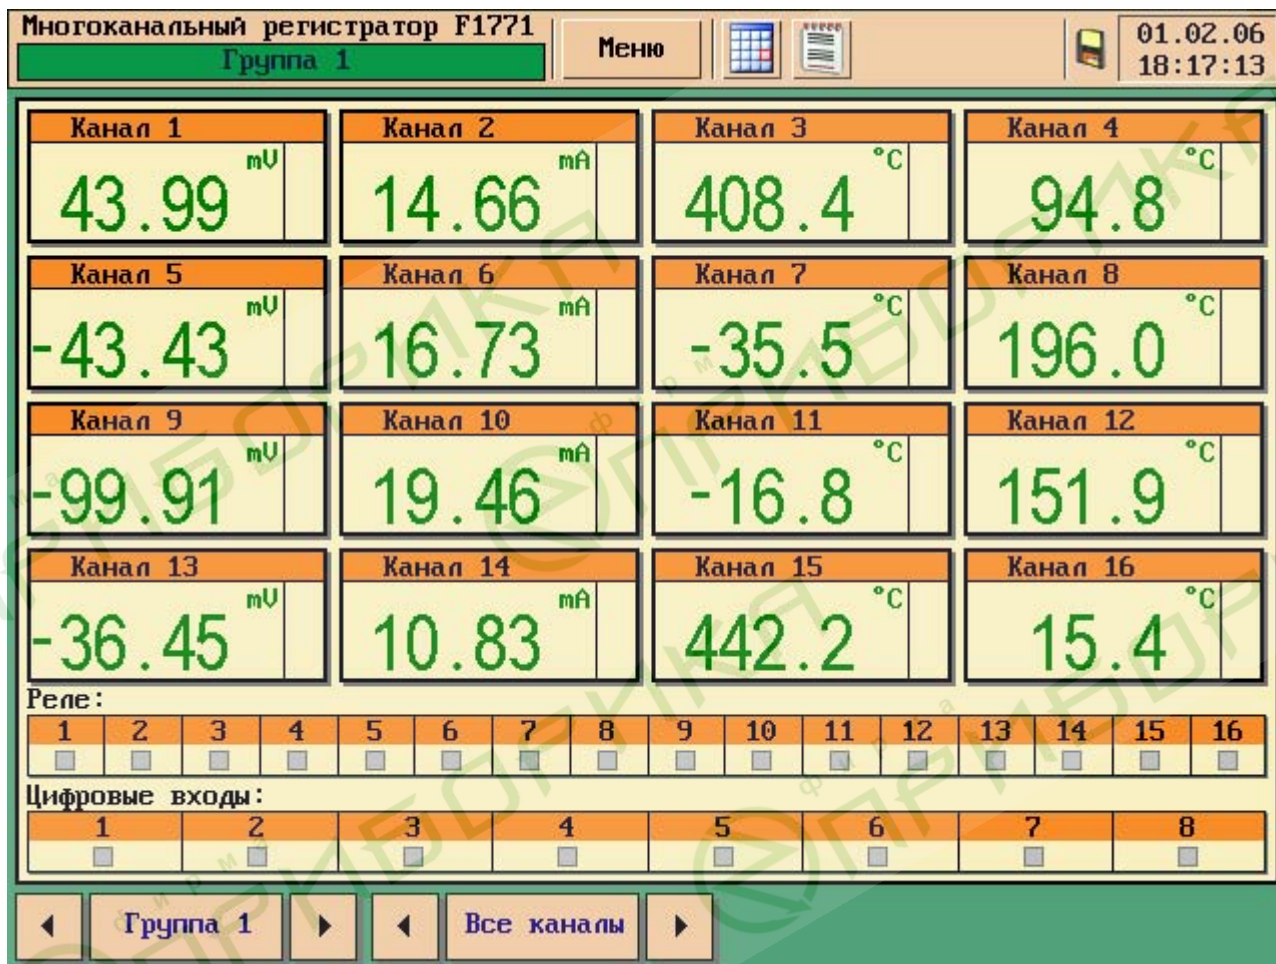 Многоканальный регистратор F1771
Группа 1
Меню
01.02.06
18:17:13
Канал 1 Канал 2 Канал 3 Канал 4
mV mA °C °C
43.99 14.66 408.4 94.8
Канал 5 Канал 6 Канал 7 Канал 8
mV mA °C °C
-43.43 16.73 -35.5 196.0
Канал 9 Канал 10 Канал 11 Канал 12
mV mA °C °C
-99.91 19.46 -16.8 151.9
Канал 13 Канал 14 Канал 15 Канал 16
mV mA °C °C
-36.45 10.83 442.2 15.4
Реле:
1 2 3 4 5 6 7 8 9 10 11 12 13 14 15 16
Цифровые входы:
1 2 3 4 5 6 7 8
Группа 1 Все каналы
фирма ПРИБОРИКА